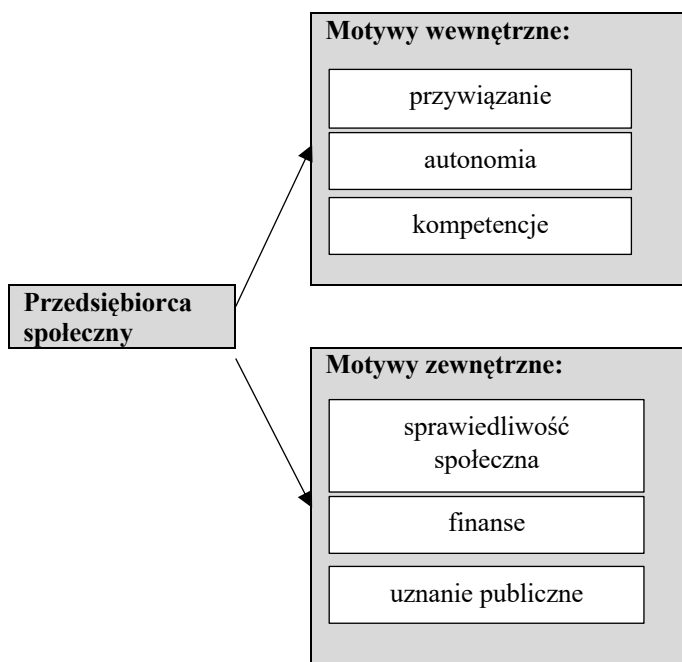 Motywy wewnętrzne:
przywiązanie
autonomia
kompetencje
Przedsiębiorca
społeczny
Motywy zewnętrzne:
sprawiedliwość
społeczna
finanse
uznanie publiczne